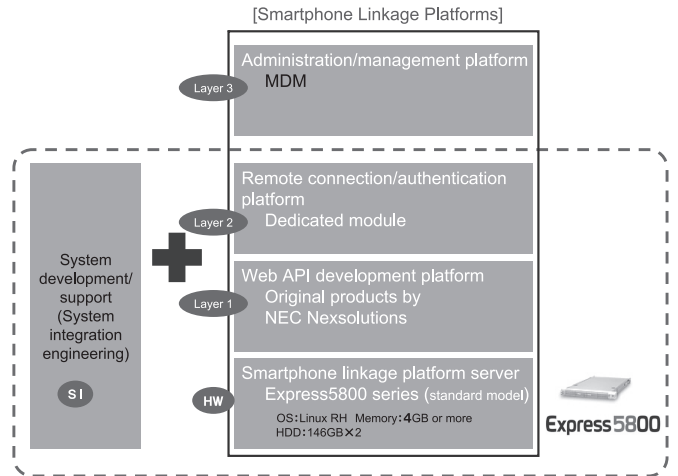 [Smartphone Linkage Platforms]
Administration/management platform
MDM
Layer 3
Remote connection/authentication
platform
Dedicated module
Layer 2
System
development/
support
(System
integration
engineering)
SI
Web API development platform
Original products by
NEC Nexsolutions
Layer 1
Smartphone linkage platform server
Express5800 series (standard model)
HW
OS:Linux RH Memory:4GB or more
HDD:146GB×2
Express5800